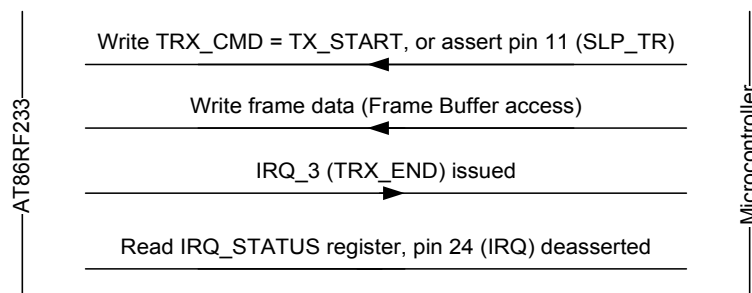 Write TRX_CMD = TX_START, or assert pin 11 (SLP_TR)
Write frame data (Frame Buffer access)
IRQ_3 (TRX_END) issued
Read IRQ_STATUS register, pin 24 (IRQ) deasserted
AT86RF233
Microcontroller